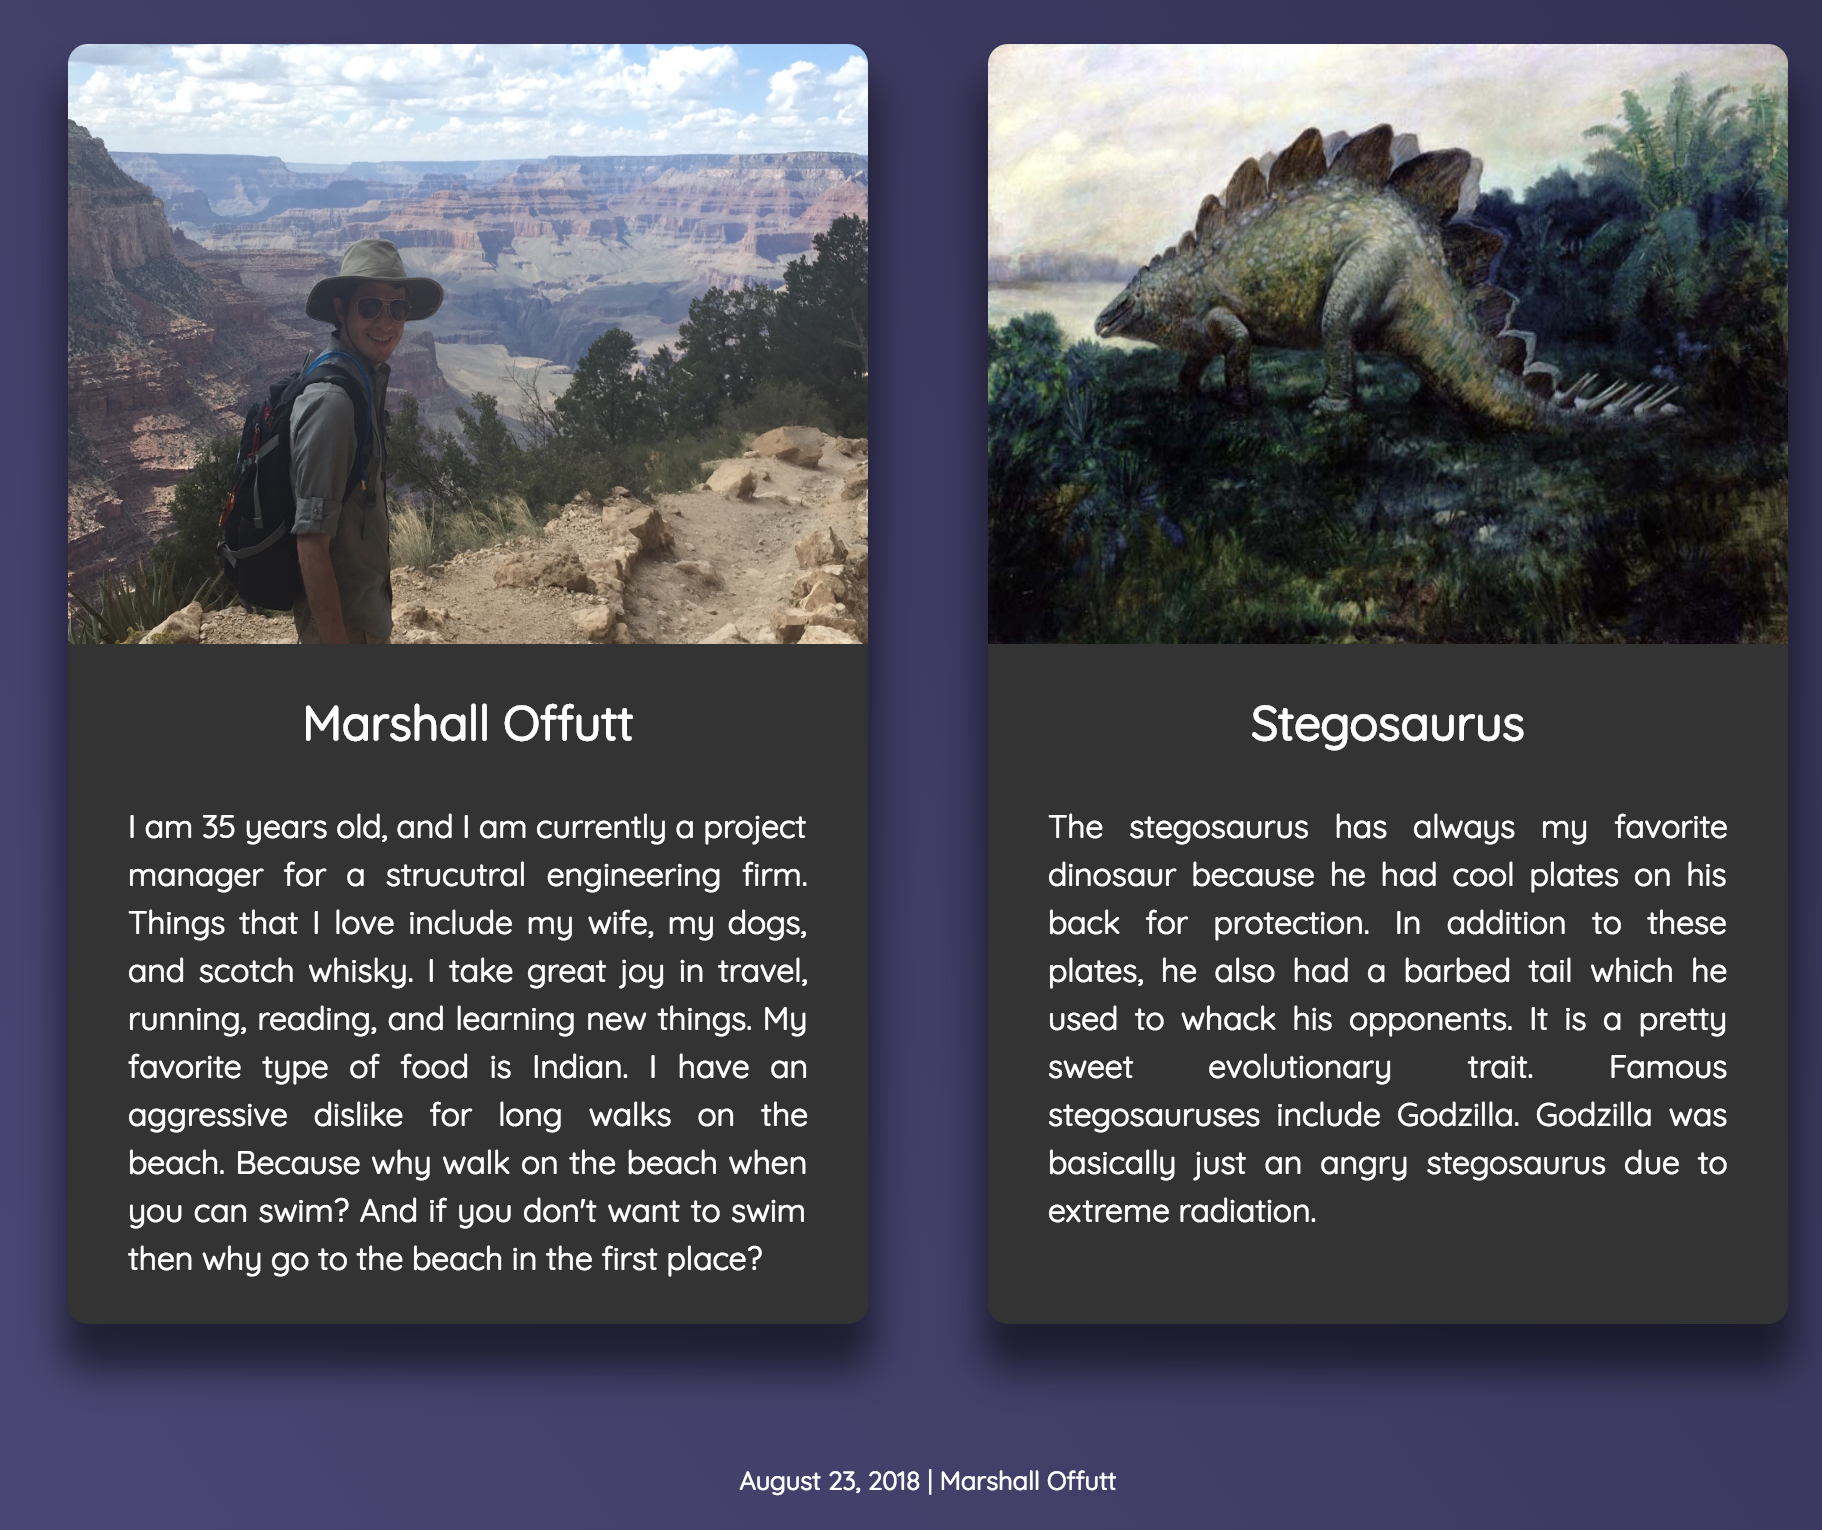 Marshall Offutt
I am 35 years old, and I am currently a project
manager for a strucutral engineering firm.
Things that I love include my wife, my dogs,
and scotch whisky. I take great joy in travel,
running, reading, and learning new things. My
favorite type of food is Indian. I have an
aggressive dislike for long walks on the
beach. Because why walk on the beach when
you can swim? And if you don't want to swim
then why go to the beach in the first place?
Stegosaurus
The stegosaurus has always my favorite
dinosaur because he had cool plates on his
back for protection. In addition to these
plates, he also had a barbed tail which he
used to whack his opponents. It is a pretty
sweet evolutionary trait. Famous
stegosauruses include Godzilla. Godzilla was
basically just an angry stegosaurus due to
extreme radiation.
August 23, 2018 | Marshall Offutt